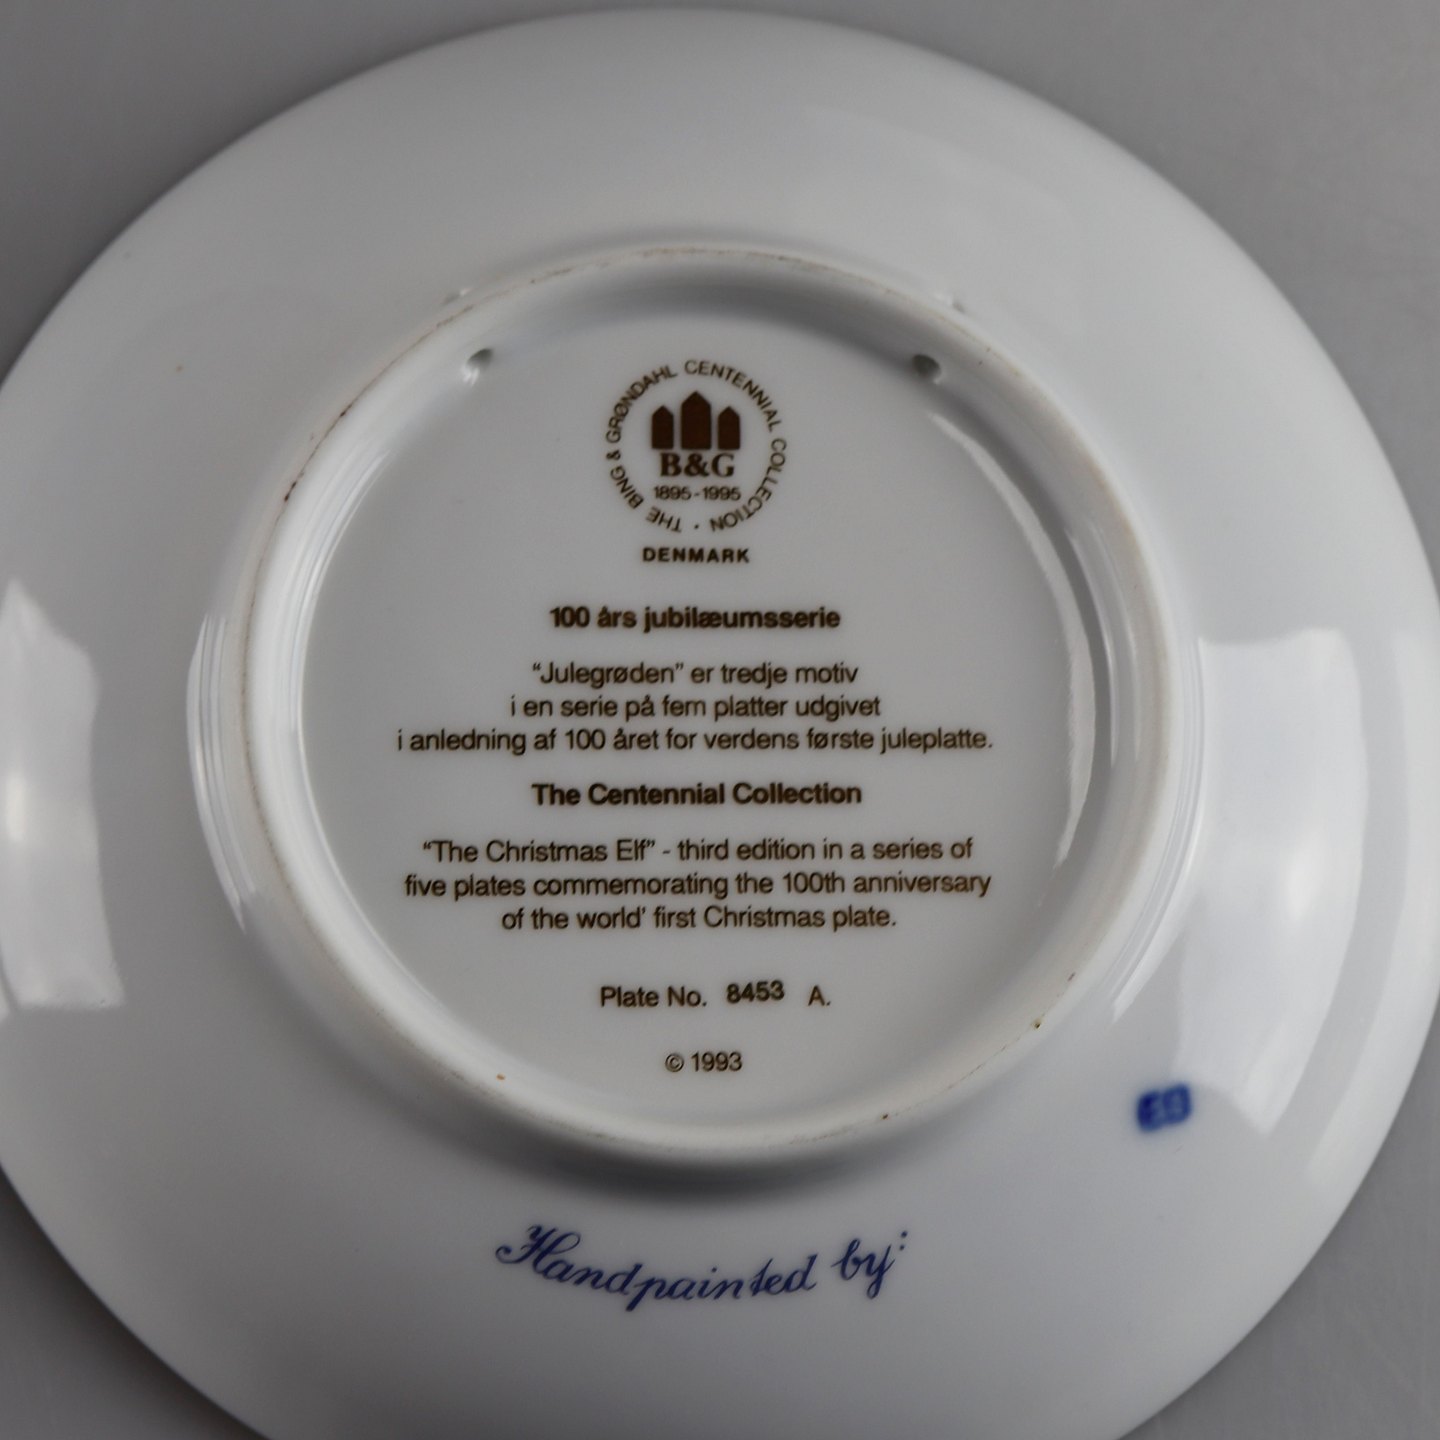 THE BING & GRØNDAHL CENTENNIAL COLLECTION ·
B&G
1895-1995
DENMARK
100 års jubilæumsserie
“Julegrøden” er tredje motiv
i en serie på fem platter udgivet
i anledning af 100 året for verdens første juleplatte.
The Centennial Collection
“The Christmas Elf” - third edition in a series of
five plates commemorating the 100th anniversary
of the world' first Christmas plate.
Plate No. 8453 A.
© 1993
Handpainted by: